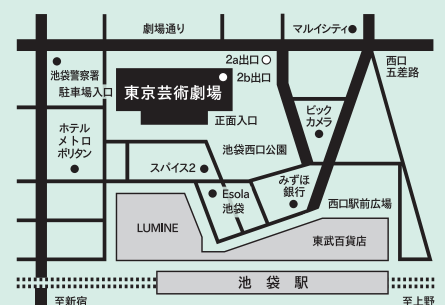 劇場通り
マルイシティ
2a出口
西口
五差路
池袋警察署
2b出口
駐車場入口
東京芸術劇場
ビック
カメラ
正面入口
ホテル
メトロ
ポリタン
池袋西口公園
スパイス2
みずほ
銀行
Esola
池袋
西口駅前広場
LUMINE
東武百貨店
池袋駅
至新宿
至上野